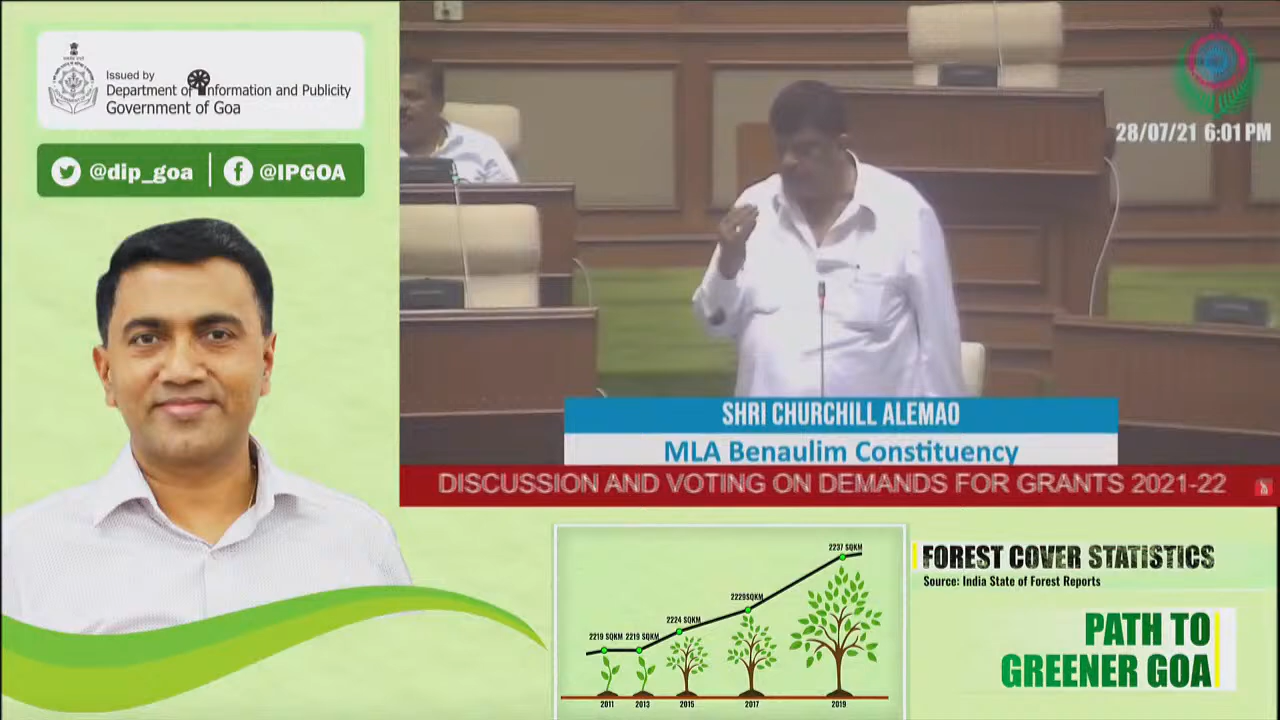 Issued by
Department of Information and Publicity
Government of Goa
@dip_goa
@IPGOA
28/07/21 6:01 PM
SHRI CHURCHILL ALEMAO
MLA Benaulim Constituency
DISCUSSION AND VOTING ON DEMANDS FOR GRANTS 2021-22
2219 SQKM
2219 SQKM
2224 SQKM
2229SQKM
2237 SQKM
2011
2013
2015
2017
2019
FOREST COVER STATISTICS
Source: India State of Forest Reports
PATH TO
GREENER GOA